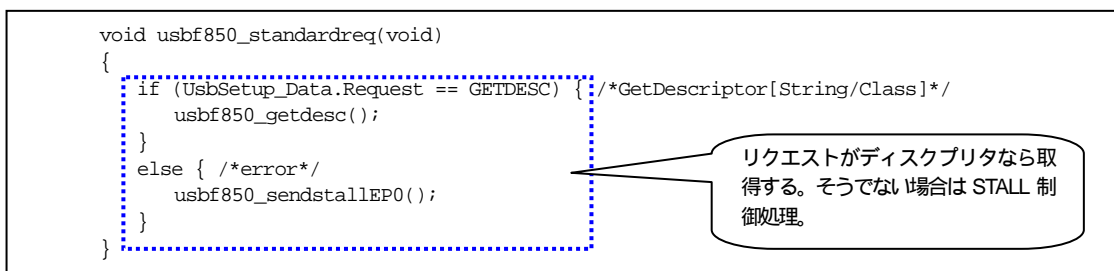 void usbf850_standardreq(void)
{
if (UsbSetup_Data.Request == GETDESC) { /*GetDescriptor[String/Class]*/
usbf850_getdesc();
}
else { /*error*/
usbf850_sendstallEP0();
}
}
リクエストがディスクプリタなら取
得する。そうでない場合は STALL 制
御処理。